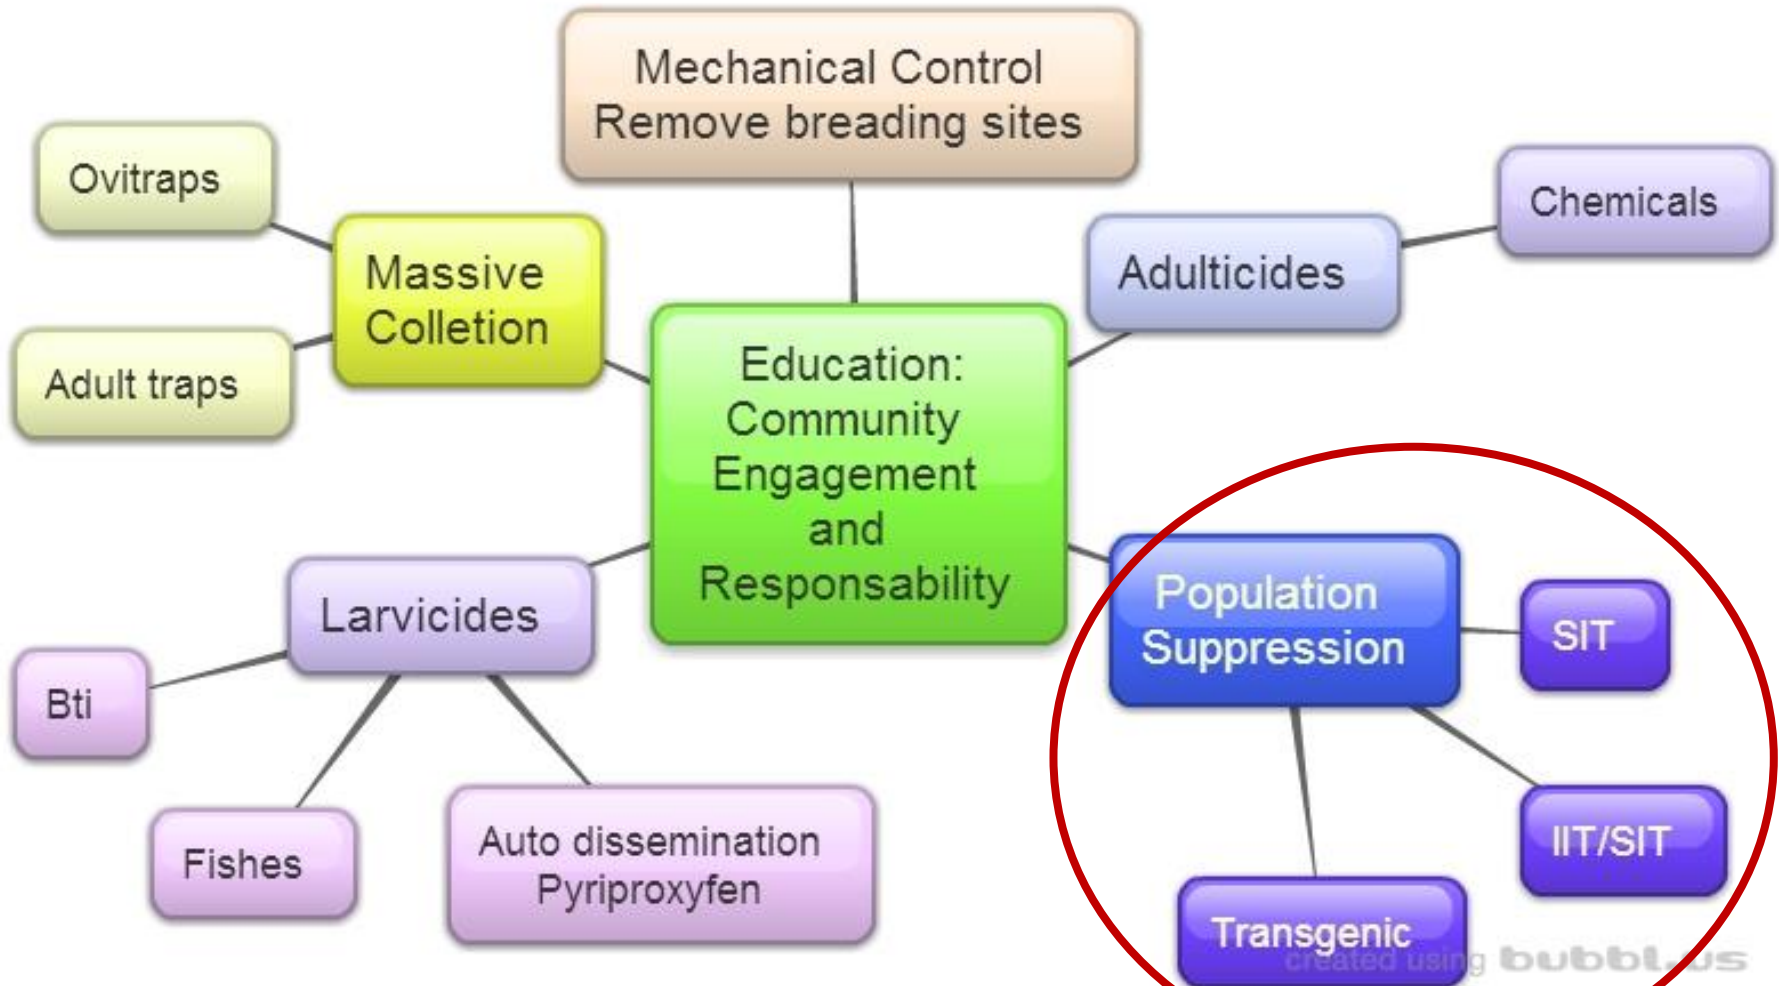 Mechanical Control
Remove breading sites
Ovitraps
Massive
Colletion
Adult traps
Adulticides
Chemicals
Education:
Community
Engagement
and
Responsability
Larvicides
Bti
Fishes
Auto dissemination
Pyriproxyfen
Population
Suppression
SIT
IIT/SIT
Transgenic
created using bubbl.us